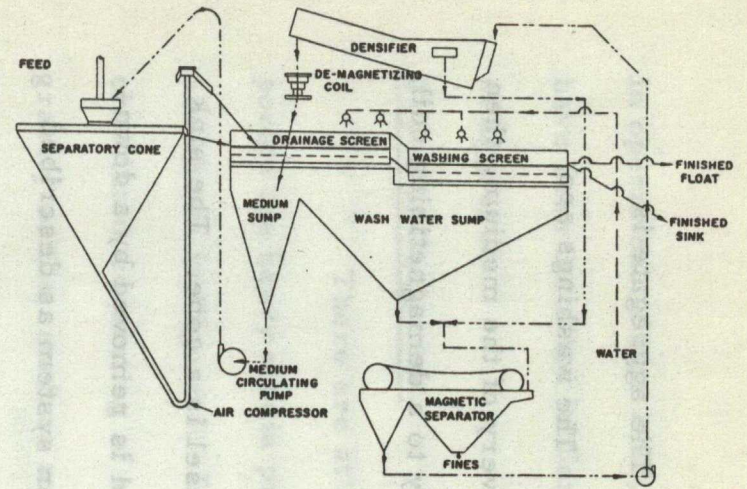 FEED
DENSIFIER
DE-MAGNETIZING
COIL
SEPARATORY CONE
DRAINAGE SCREEN
WASHING SCREEN
FINISHED
FLOAT
MEDIUM
SUMP
WASH WATER SUMP
FINISHED
SINK
WATER
MEDIUM
CIRCULATING
PUMP
AIR COMPRESSOR
MAGNETIC
SEPARATOR
FINES